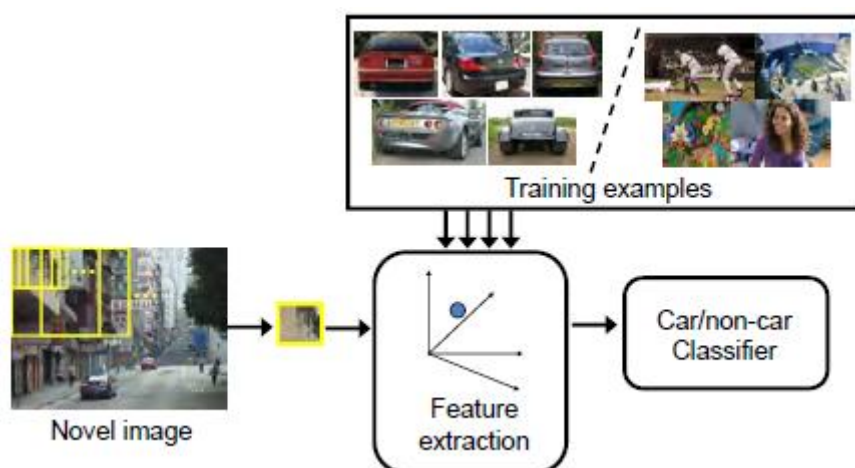 Training examples
Novel image
Feature
extraction
Car/non-car
Classifier